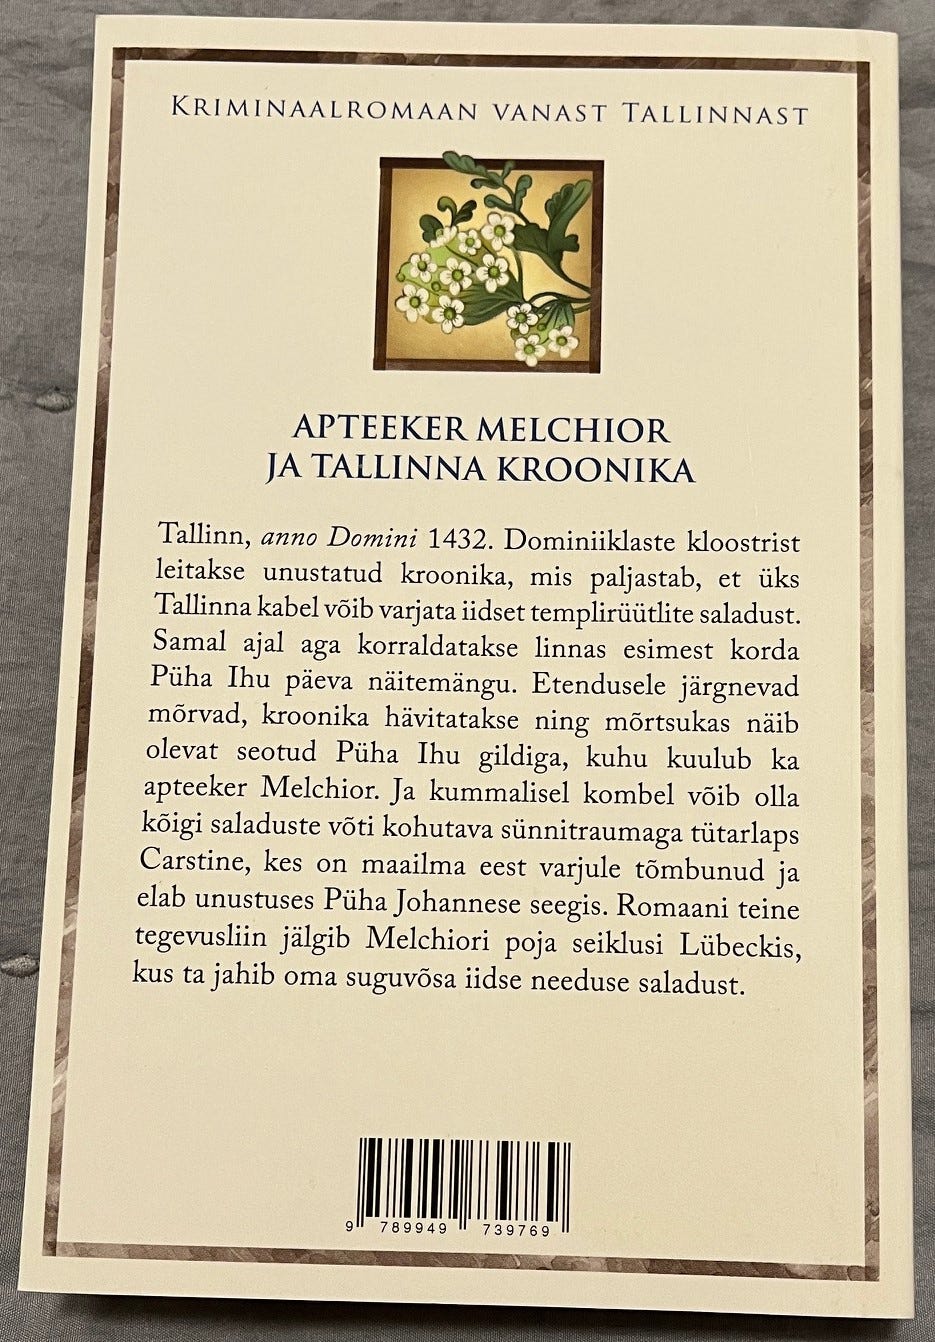 Kriminaalromaan vanast Tallinnast
APTEEKER MELCHIOR
JA TALLINNA KROONIKA
Tallinn, anno Domini 1432. Dominiiklaste kloostrist
leitakse unustatud kroonika, mis paljastab, et üks
Tallinna kabel võib varjata iidset templirüütlite saladust.
Samal ajal aga korraldatakse linnas esimest korda
Püha Ihu päeva näitemängu. Etendusele järgnevad
mõrvad, kroonika hävitatakse ning mõrtsukas näib
olevat seotud Püha Ihu gildiga, kuhu kuulub ka
apteeker Melchior. Ja kummalisel kombel võib olla
kõigi saladuste võti kohutava sünnitraumaga tütarlaps
Carstine, kes on maailma eest varjule tõmbunud ja
elab unustuses Püha Johannese seegis. Romaani teine
tegevusliin jälgib Melchiori poja seiklusi Lübeckis,
kus ta jahib oma suguvõsa iidse needuse saladust.
9 789949 739769